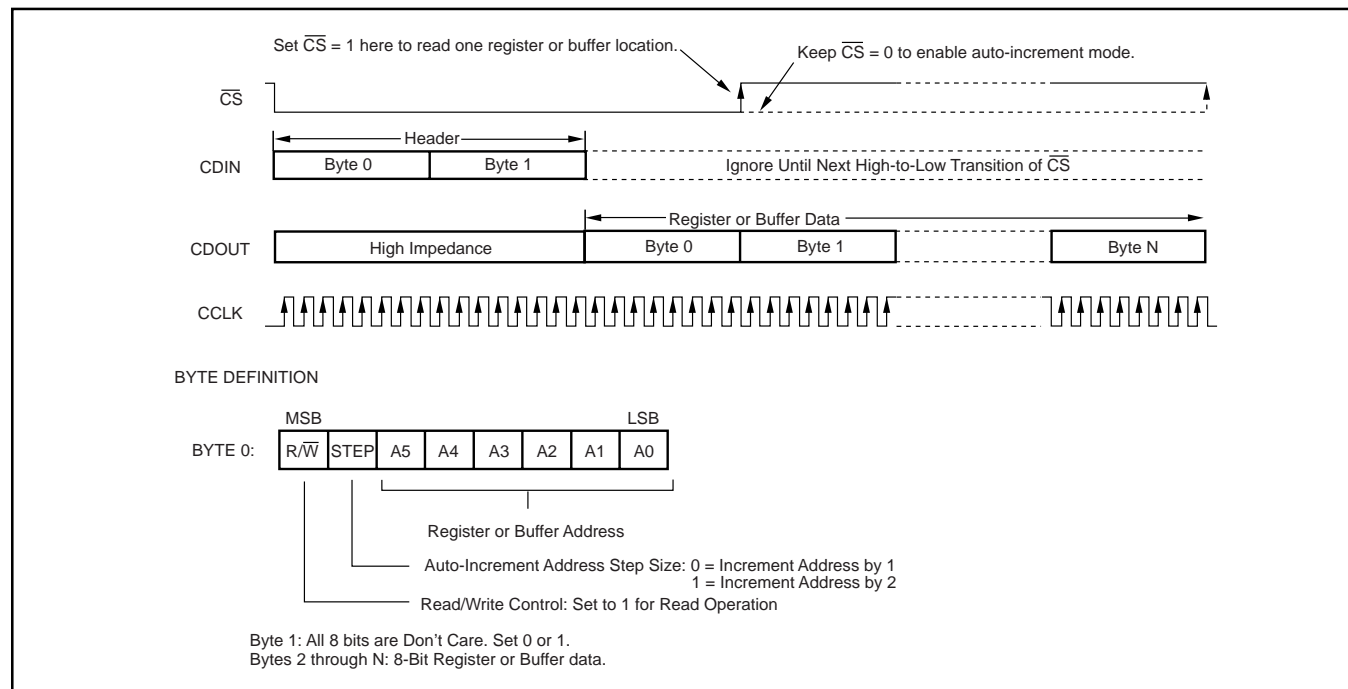 Set C̅S̅ = 1 here to read one register or buffer location.
Keep C̅S̅ = 0 to enable auto-increment mode.
C̅S̅
Header
CDIN
Byte 0
Byte 1
Ignore Until Next High-to-Low Transition of C̅S̅
Register or Buffer Data
CDOUT
High Impedance
Byte 0
Byte 1
Byte N
CCLK
BYTE DEFINITION
MSB
LSB
BYTE 0:
R/W̅
STEP
A5
A4
A3
A2
A1
A0
Register or Buffer Address
Auto-Increment Address Step Size: 0 = Increment Address by 1
1 = Increment Address by 2
Read/Write Control: Set to 1 for Read Operation
Byte 1: All 8 bits are Don’t Care. Set 0 or 1.
Bytes 2 through N: 8-Bit Register or Buffer data.